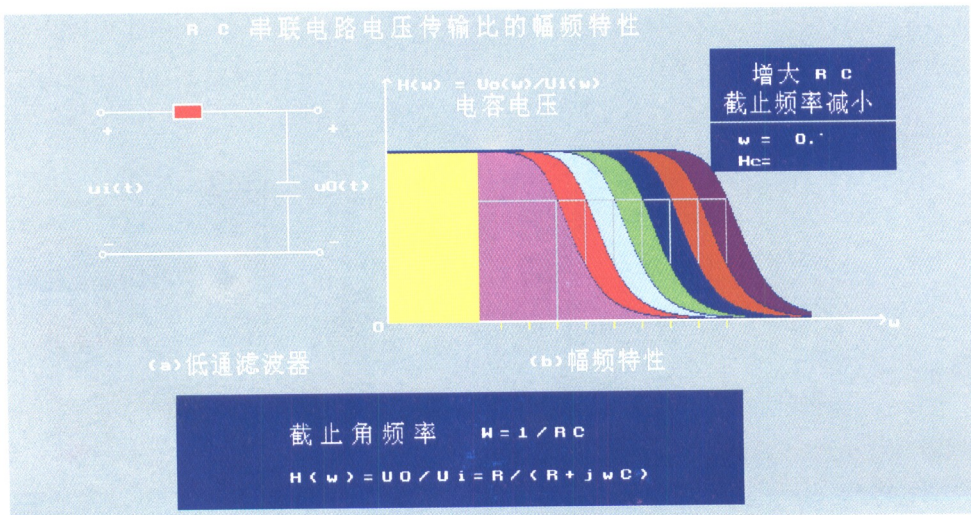 R C 串联电路电压传输比的幅频特性
H(w) = Uo(w)/Ui(w)
电容电压
增大 R C
截止频率减小
w = 0.
Hc=
+
+
ui(t)
uO(t)
−
−
O
w
(a)低通滤波器
(b)幅频特性
截止角频率 W=1/RC
H(w)=UO/Ui=R/(R+jwC)